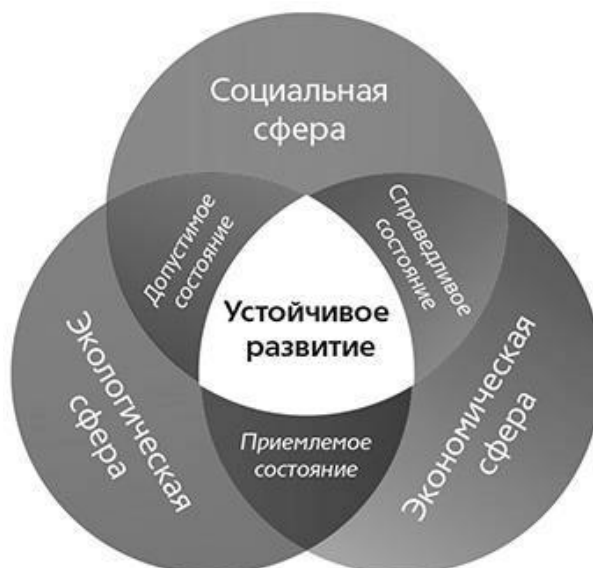 Социальная
сфера
Допустимое
состояние
Справедливое
состояние
Устойчивое
развитие
Экологическая
сфера
Экономическая
сфера
Приемлемое
состояние